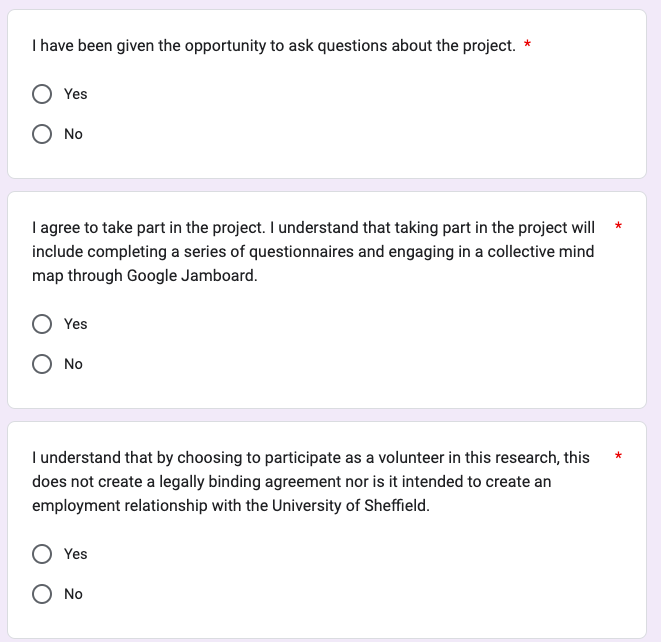 I have been given the opportunity to ask questions about the project. *
Yes
No
I agree to take part in the project. I understand that taking part in the project will *
include completing a series of questionnaires and engaging in a collective mind
map through Google Jamboard.
Yes
No
I understand that by choosing to participate as a volunteer in this research, this *
does not create a legally binding agreement nor is it intended to create an
employment relationship with the University of Sheffield.
Yes
No